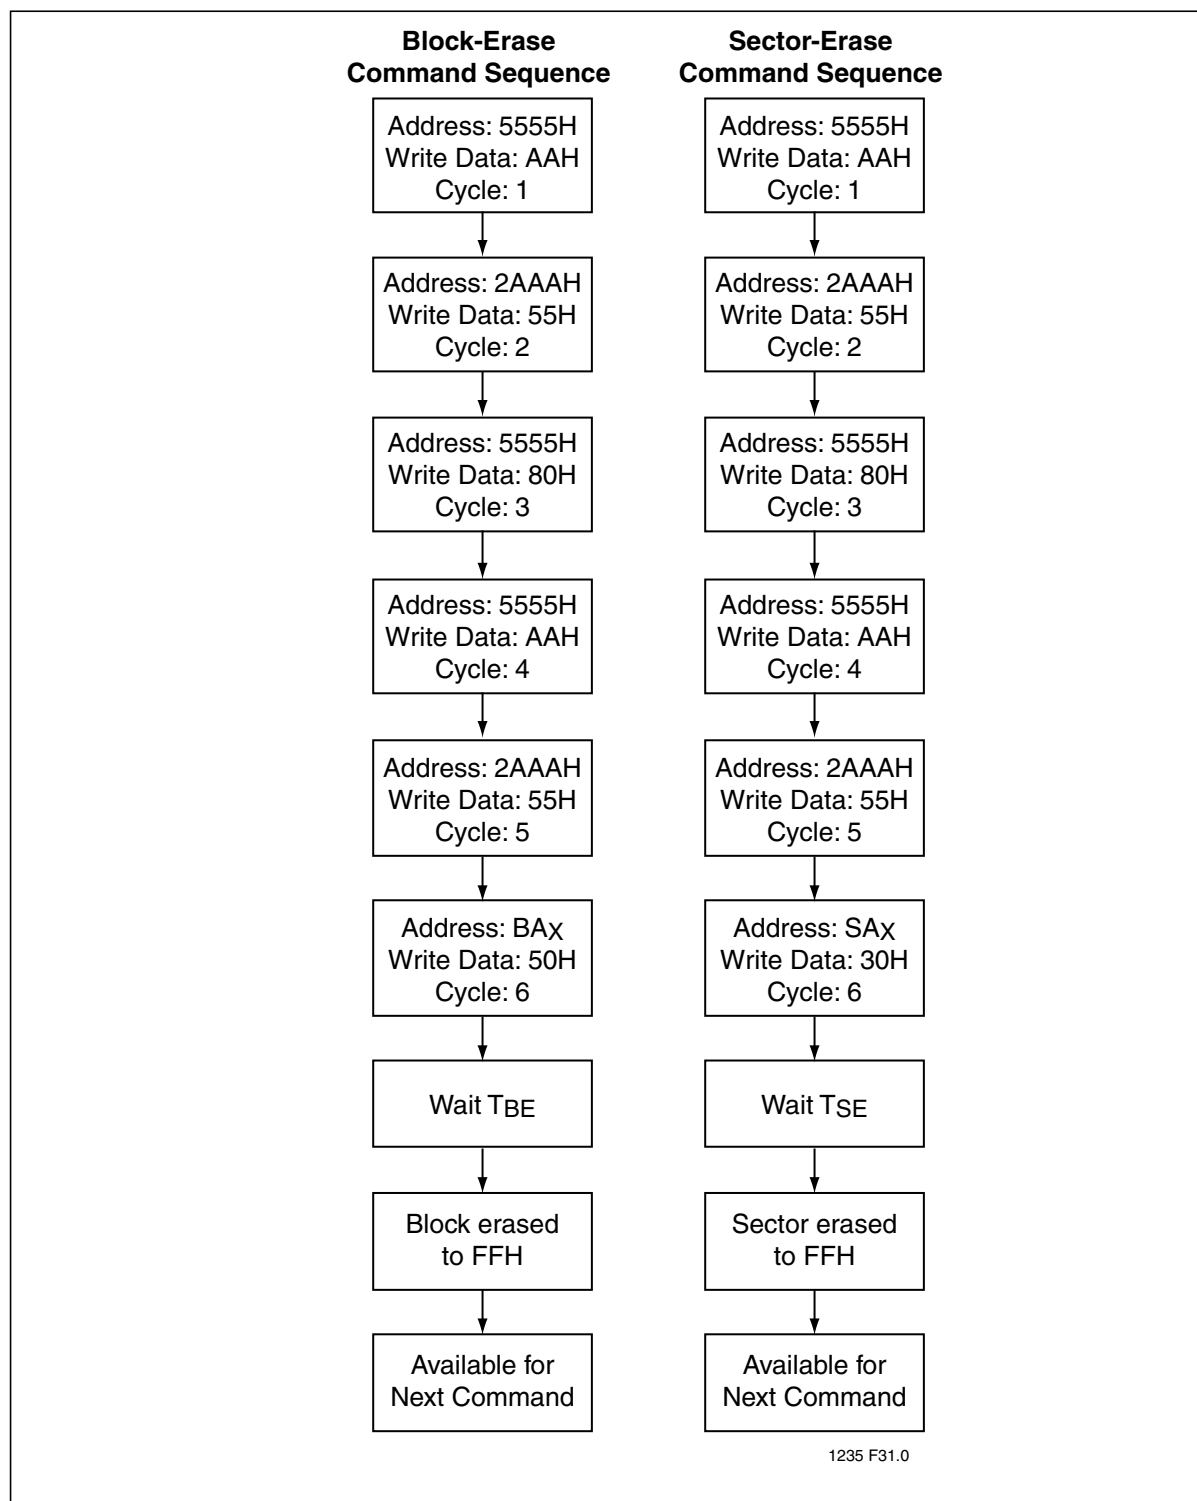 Block-Erase
Command Sequence
Address: 5555H
Write Data: AAH
Cycle: 1
Address: 2AAAH
Write Data: 55H
Cycle: 2
Address: 5555H
Write Data: 80H
Cycle: 3
Address: 5555H
Write Data: AAH
Cycle: 4
Address: 2AAAH
Write Data: 55H
Cycle: 5
Address: BAX
Write Data: 50H
Cycle: 6
Wait TBE
Block erased
to FFH
Available for
Next Command
Sector-Erase
Command Sequence
Address: 5555H
Write Data: AAH
Cycle: 1
Address: 2AAAH
Write Data: 55H
Cycle: 2
Address: 5555H
Write Data: 80H
Cycle: 3
Address: 5555H
Write Data: AAH
Cycle: 4
Address: 2AAAH
Write Data: 55H
Cycle: 5
Address: SAX
Write Data: 30H
Cycle: 6
Wait TSE
Sector erased
to FFH
Available for
Next Command
1235 F31.0